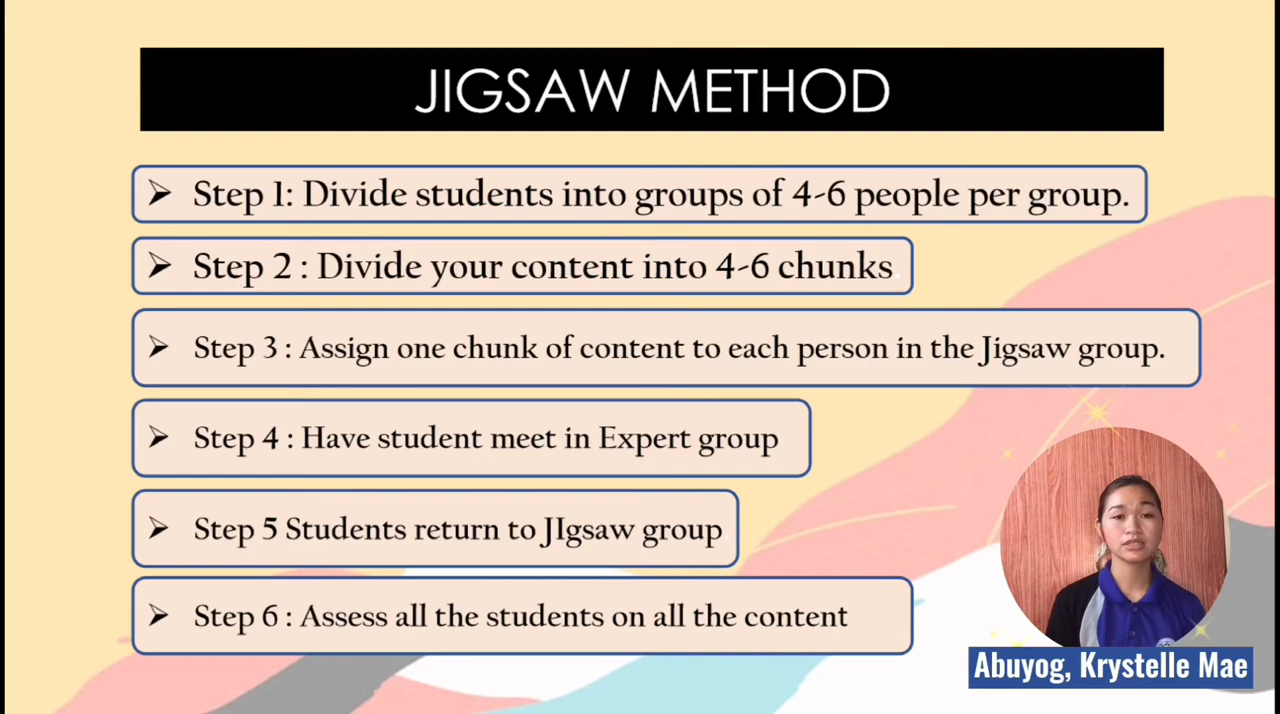 JIGSAW METHOD
➢ Step 1: Divide students into groups of 4-6 people per group.
➢ Step 2 : Divide your content into 4-6 chunks.
➢ Step 3 : Assign one chunk of content to each person in the Jigsaw group.
➢ Step 4 : Have student meet in Expert group
➢ Step 5 Students return to JIgsaw group
➢ Step 6 : Assess all the students on all the content
Abuyog, Krystelle Mae